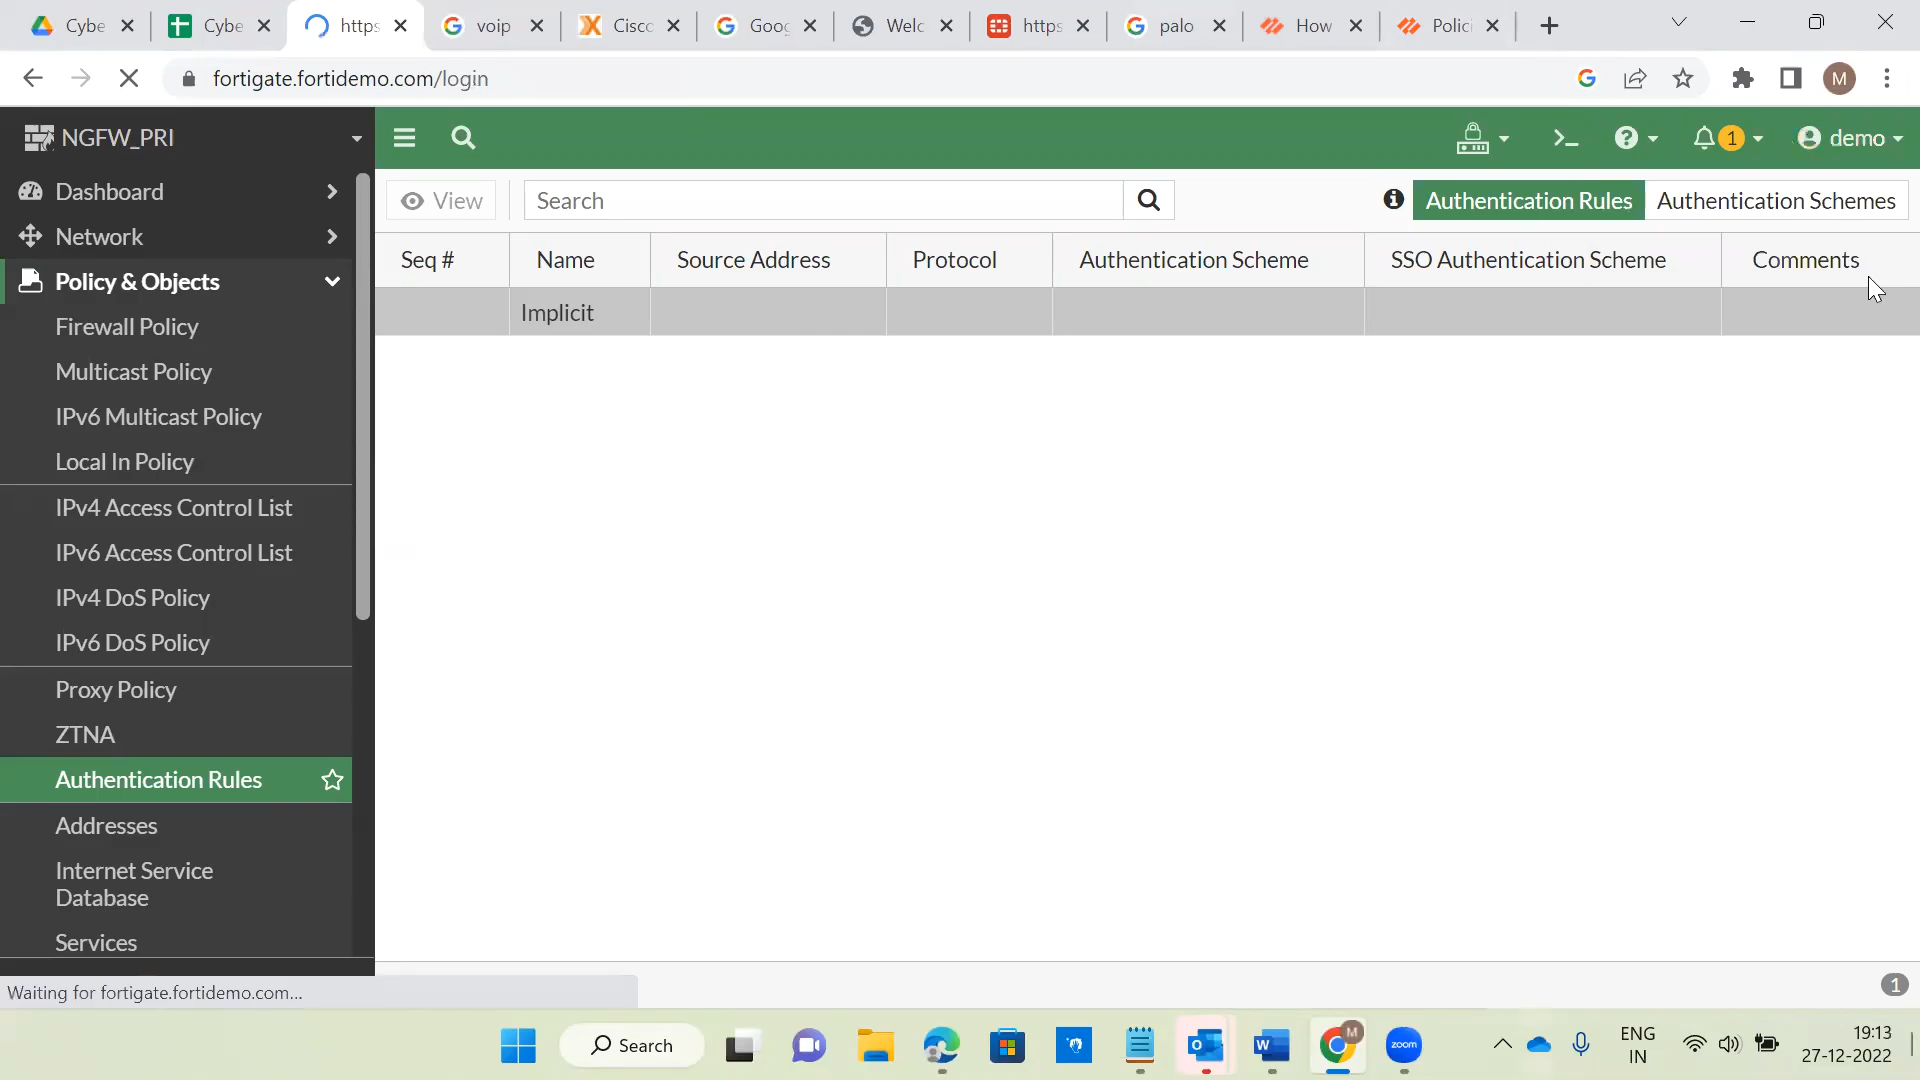 Cybe
Cybe
https
voip
Cisco
Goog
Welc
https
palo
How
Polici
fortigate.fortidemo.com/login
M
NGFW_PRI
1
demo
Dashboard
Network
Policy & Objects
Firewall Policy
Multicast Policy
IPv6 Multicast Policy
Local In Policy
IPv4 Access Control List
IPv6 Access Control List
IPv4 DoS Policy
IPv6 DoS Policy
Proxy Policy
ZTNA
Authentication Rules
Addresses
Internet Service
Database
Services
View
Search
Authentication Rules
Authentication Schemes
Seq #
Name
Source Address
Protocol
Authentication Scheme
SSO Authentication Scheme
Comments
Implicit
1
Waiting for fortigate.fortidemo.com...
Search
zoom
M
ENG
IN
19:13
27-12-2022